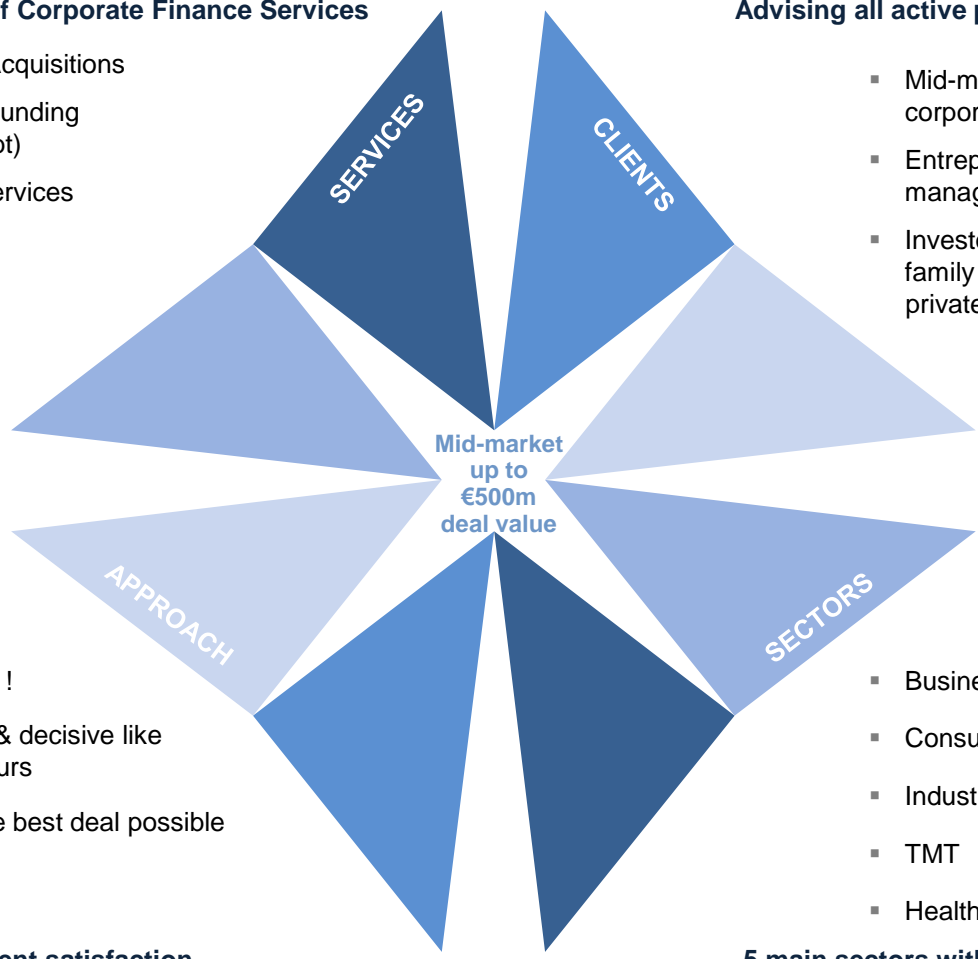 f Corporate Finance Services
cquisitions
unding
ot)
ervices
SERVICES
CLIENTS
Advising all active p
▪ Mid-m
corpor
▪ Entrep
manag
▪ Invest
family
private
Mid-market
up to
€500m
deal value
APPROACH
!
& decisive like
urs
e best deal possible
ent satisfaction
SECTORS
▪ Busine
▪ Consu
▪ Indust
▪ TMT
▪ Health
5 main sectors with